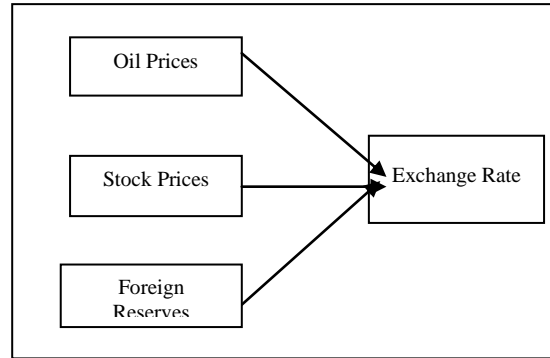 Oil Prices
Stock Prices
Exchange Rate
Foreign
Reserves